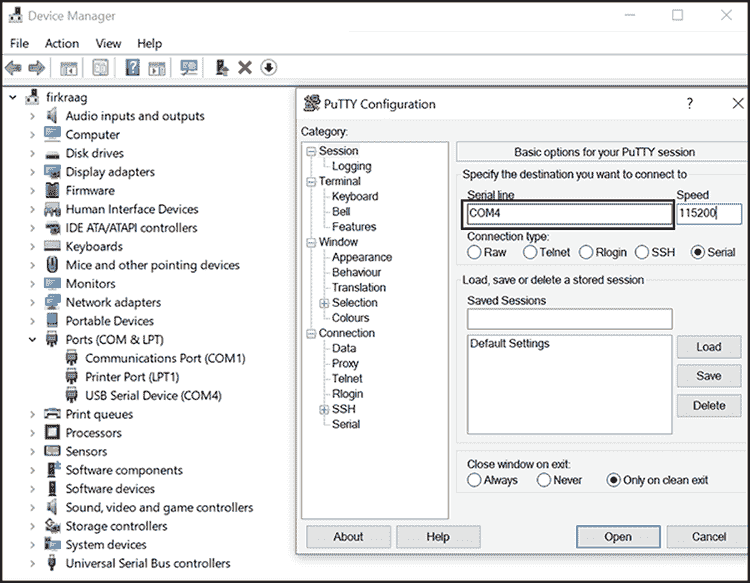 Device Manager
File Action View Help
firkraag
Audio inputs and outputs
Computer
Disk drives
Display adapters
Firmware
Human Interface Devices
IDE ATA/ATAPI controllers
Keyboards
Mice and other pointing devices
Monitors
Network adapters
Portable Devices
Ports (COM & LPT)
Communications Port (COM1)
Printer Port (LPT1)
USB Serial Device (COM4)
Print queues
Processors
Sensors
Software components
Software devices
Sound, video and game controllers
Storage controllers
System devices
Universal Serial Bus controllers
PuTTY Configuration ?
Category:
Session
Logging
Terminal
Keyboard
Bell
Features
Window
Appearance
Behaviour
Translation
Selection
Colours
Connection
Data
Proxy
Telnet
Rlogin
SSH
Serial
Basic options for your PuTTY session
Specify the destination you want to connect to
Serial line Speed
COM4 115200
Connection type:
Raw Telnet Rlogin SSH Serial
Load, save or delete a stored session
Saved Sessions
Default Settings
Load
Save
Delete
Close window on exit:
Always Never Only on clean exit
About Help Open Cancel